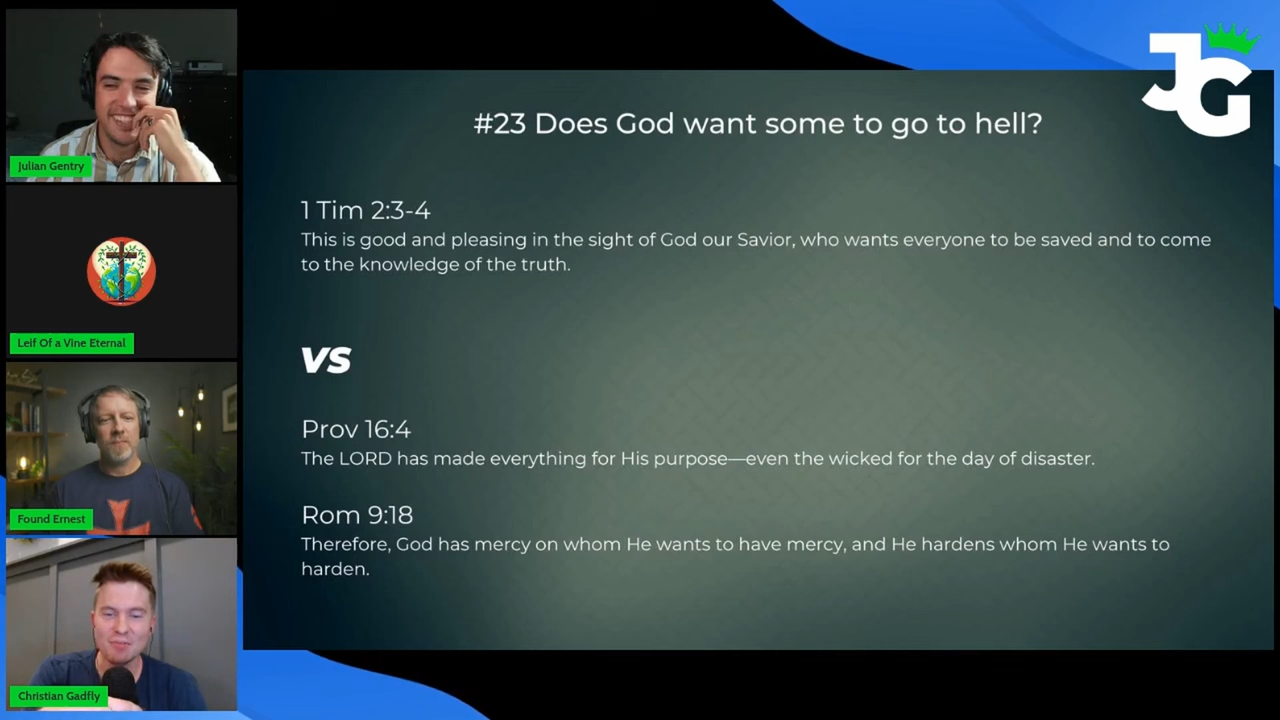 JG
#23 Does God want some to go to hell?
1 Tim 2:3-4
This is good and pleasing in the sight of God our Savior, who wants everyone to be saved and to come
to the knowledge of the truth.
VS
Prov 16:4
The LORD has made everything for His purpose—even the wicked for the day of disaster.
Rom 9:18
Therefore, God has mercy on whom He wants to have mercy, and He hardens whom He wants to
harden.
Julian Gentry
Leif Of a Vine Eternal
Found Ernest
Christian Gadfly